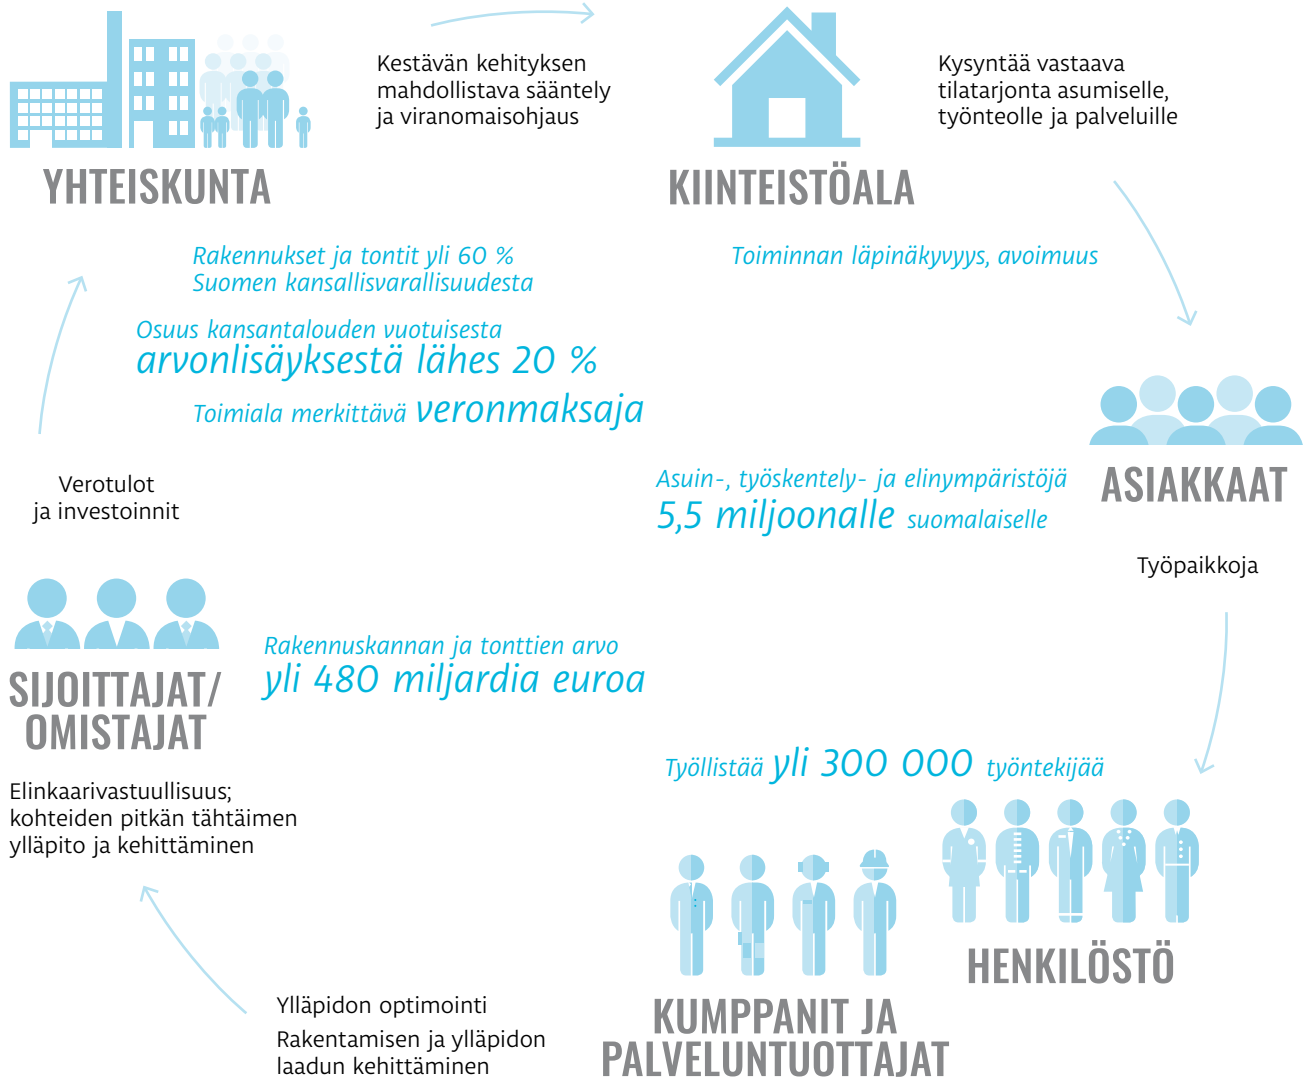 Kestävän kehityksen
mahdollistava sääntely
ja viranomaisohjaus
Kysyntää vastaava
tilatarjonta asumiselle,
työnteolle ja palveluille
YHTEISKUNTA
KIINTEISTÖALA
Rakennukset ja tontit yli 60 %
Suomen kansallisvarallisuudesta
Toiminnan läpinäkyvyys, avoimuus
Osuus kansantalouden vuotuisesta
arvonlisäyksestä lähes 20 %
Toimiala merkittävä veronmaksaja
Verotulot
ja investoinnit
Asuin-, työskentely- ja elinympäristöjä
5,5 miljoonalle suomalaiselle
ASIAKKAAT
Työpaikkoja
Rakennuskannan ja tonttien arvo
yli 480 miljardia euroa
SIJOITTAJAT/
OMISTAJAT
Elinkaarivastuullisuus;
kohteiden pitkän tähtäimen
ylläpito ja kehittäminen
Työllistää yli 300 000 työntekijää
HENKILÖSTÖ
Ylläpidon optimointi
Rakentamisen ja ylläpidon
laadun kehittäminen
KUMPPANIT JA
PALVELUNTUOTTAJAT